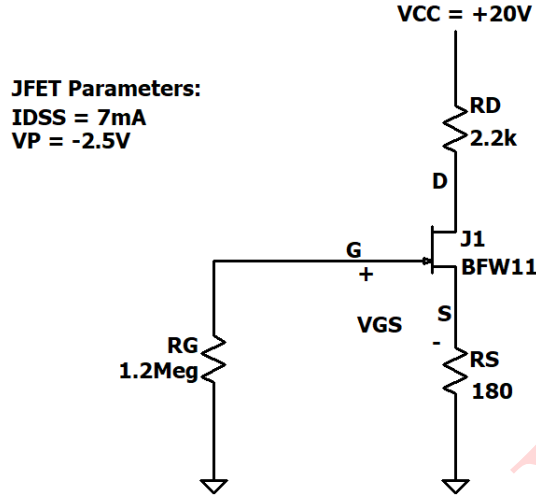 VCC = +20V
JFET Parameters:
IDSS = 7mA
VP = -2.5V
RD
2.2k
D
G
J1
+
BFW11
VGS
S
-
RG
1.2Meg
RS
180